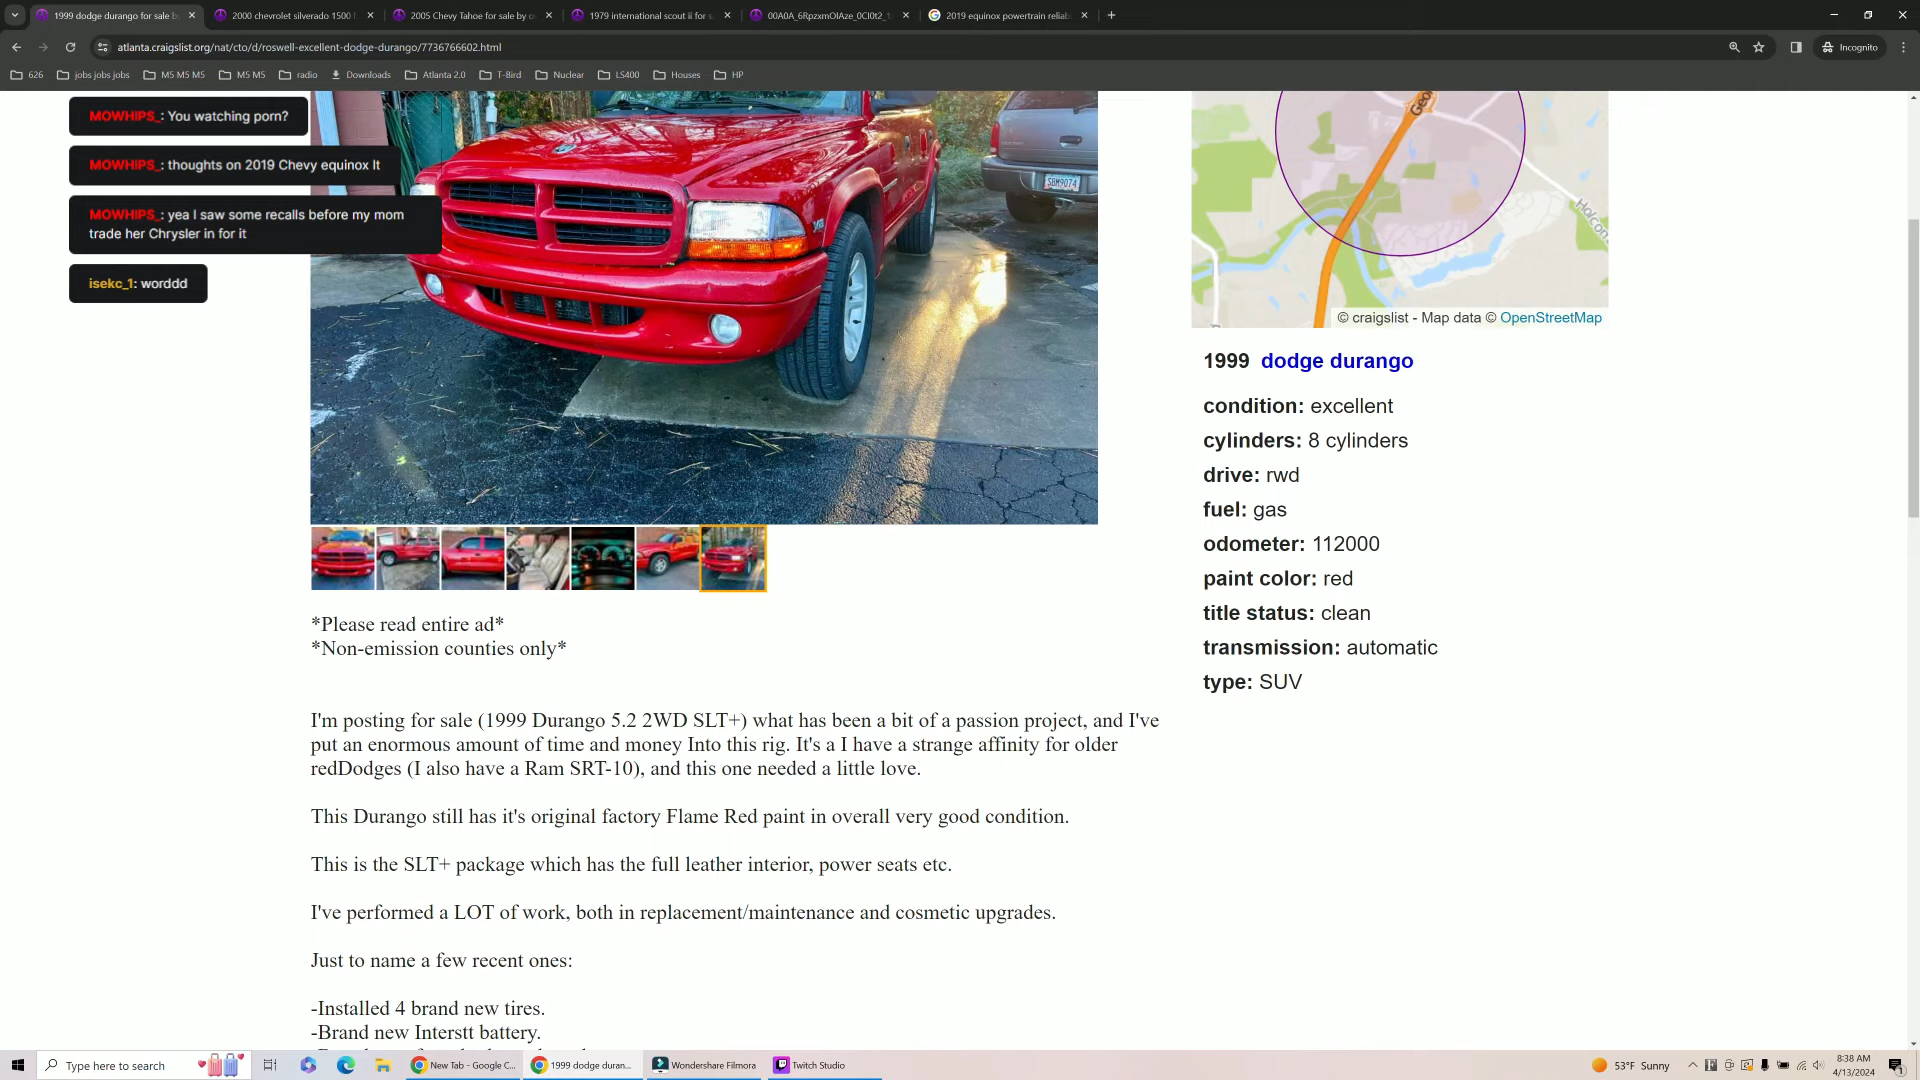 1999 dodge durango for sale b
2000 chevrolet silverado 1500 f
2005 Chevy Tahoe for sale by o
1979 international scout ii for s
00A0A_6RpzxmOIAze_0CI0t2_1
2019 equinox powertrain reliab
atlanta.craigslist.org/nat/cto/d/roswell-excellent-dodge-durango/7736766602.html
Incognito
626
jobs jobs jobs
M5 M5 M5
M5 M5
radio
Downloads
Atlanta 2.0
T-Bird
Nuclear
LS400
Houses
HP
MOWHIPS_: You watching porn?
MOWHIPS_: thoughts on 2019 Chevy equinox lt
MOWHIPS_: yea I saw some recalls before my mom
trade her Chrysler in for it
isekc_1: worddd
SBM9074
V8
Geo
Holcom
© craigslist - Map data © OpenStreetMap
1999 dodge durango
condition: excellent
cylinders: 8 cylinders
drive: rwd
fuel: gas
odometer: 112000
paint color: red
title status: clean
transmission: automatic
type: SUV
*Please read entire ad*
*Non-emission counties only*
I'm posting for sale (1999 Durango 5.2 2WD SLT+) what has been a bit of a passion project, and I've
put an enormous amount of time and money Into this rig. It's a I have a strange affinity for older
redDodges (I also have a Ram SRT-10), and this one needed a little love.
This Durango still has it's original factory Flame Red paint in overall very good condition.
This is the SLT+ package which has the full leather interior, power seats etc.
I've performed a LOT of work, both in replacement/maintenance and cosmetic upgrades.
Just to name a few recent ones:
-Installed 4 brand new tires.
-Brand new Interstt battery.
Type here to search
New Tab - Google C...
1999 dodge duran...
Wondershare Filmora
Twitch Studio
53°F Sunny
8:38 AM
4/13/2024
1